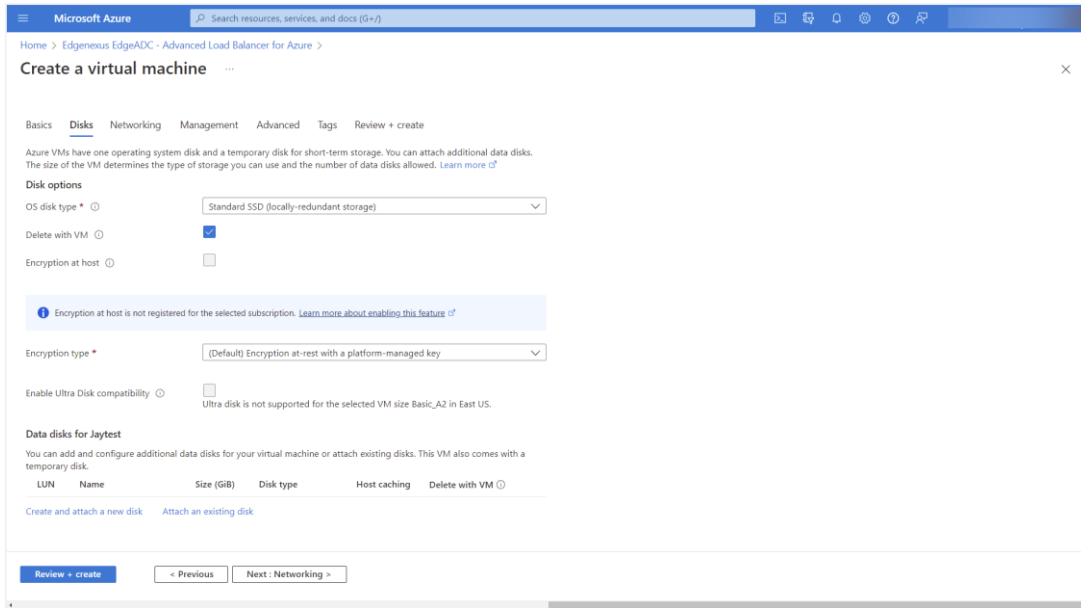 Microsoft Azure
Search resources, services, and docs (G+/)
Home > Edgenexus EdgeADC - Advanced Load Balancer for Azure >
Create a virtual machine ...
Basics Disks Networking Management Advanced Tags Review + create
Azure VMs have one operating system disk and a temporary disk for short-term storage. You can attach additional data disks.
The size of the VM determines the type of storage you can use and the number of data disks allowed. Learn more
Disk options
OS disk type * Standard SSD (locally-redundant storage)
Delete with VM
Encryption at host
Encryption at host is not registered for the selected subscription. Learn more about enabling this feature
Encryption type * (Default) Encryption at-rest with a platform-managed key
Enable Ultra Disk compatibility
Ultra disk is not supported for the selected VM size Basic_A2 in East US.
Data disks for Jaytest
You can add and configure additional data disks for your virtual machine or attach existing disks. This VM also comes with a
temporary disk.
LUN Name Size (GiB) Disk type Host caching Delete with VM
Create and attach a new disk Attach an existing disk
Review + create < Previous Next : Networking >